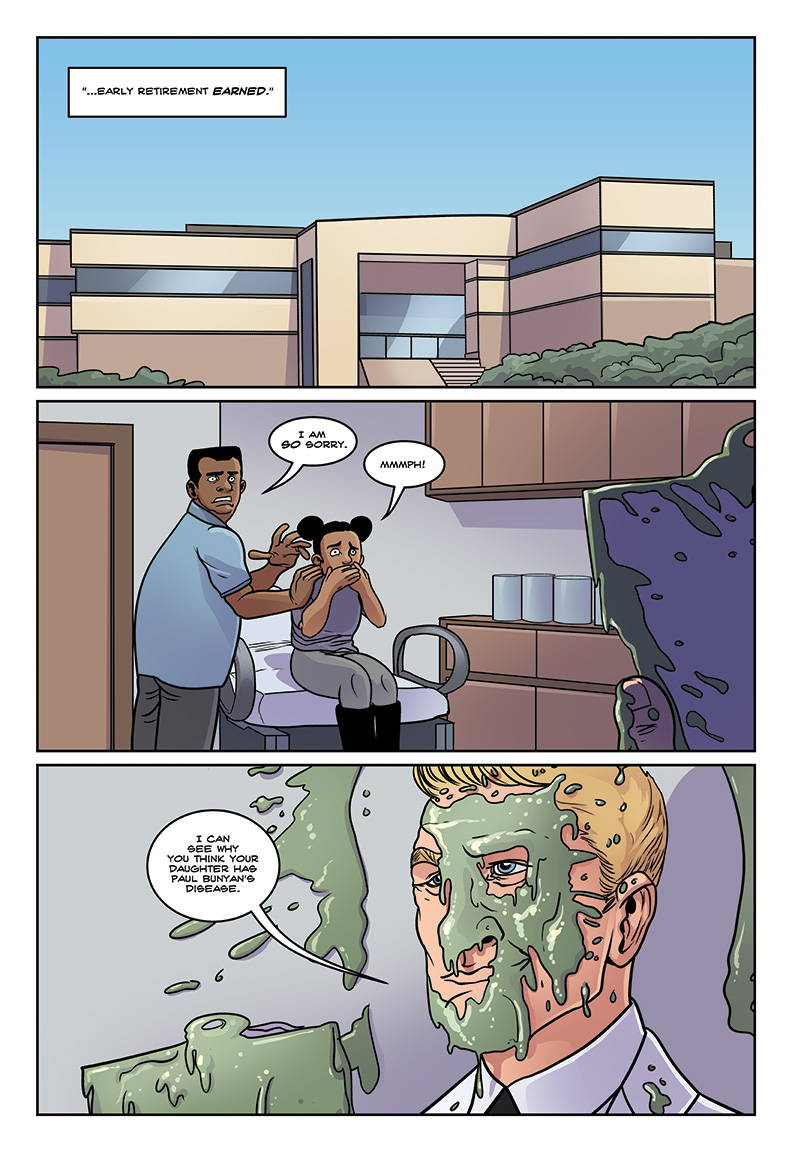 "...EARLY RETIREMENT EARNED."
I AM
SO SORRY.
MMMPH!
I CAN
SEE WHY
YOU THINK YOUR
DAUGHTER HAS
PAUL BUNYAN'S
DISEASE.